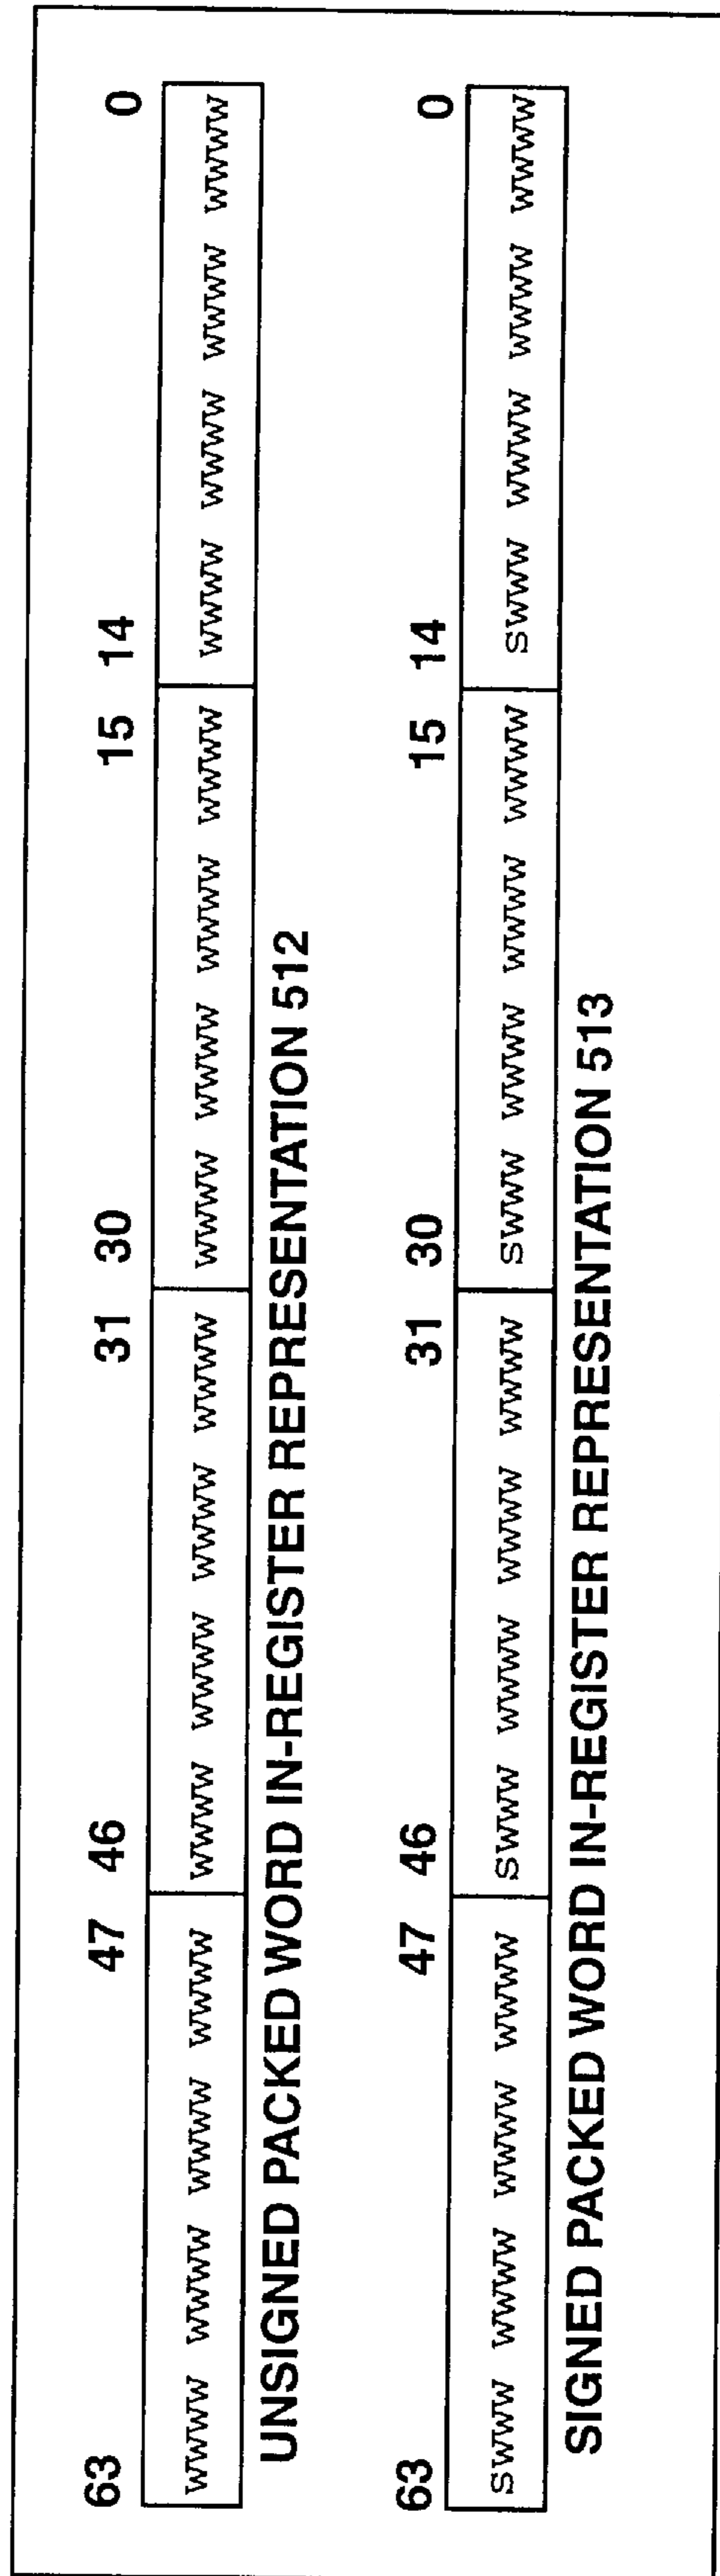 63 47 46 31 30 15 14 0
wwww wwww wwww wwww wwww wwww wwww wwww wwww wwww wwww wwww wwww wwww wwww wwww
UNSIGNED PACKED WORD IN-REGISTER REPRESENTATION 512
63 47 46 31 30 15 14 0
swww wwww wwww wwww swww wwww wwww wwww swww wwww wwww wwww swww wwww wwww wwww
SIGNED PACKED WORD IN-REGISTER REPRESENTATION 513